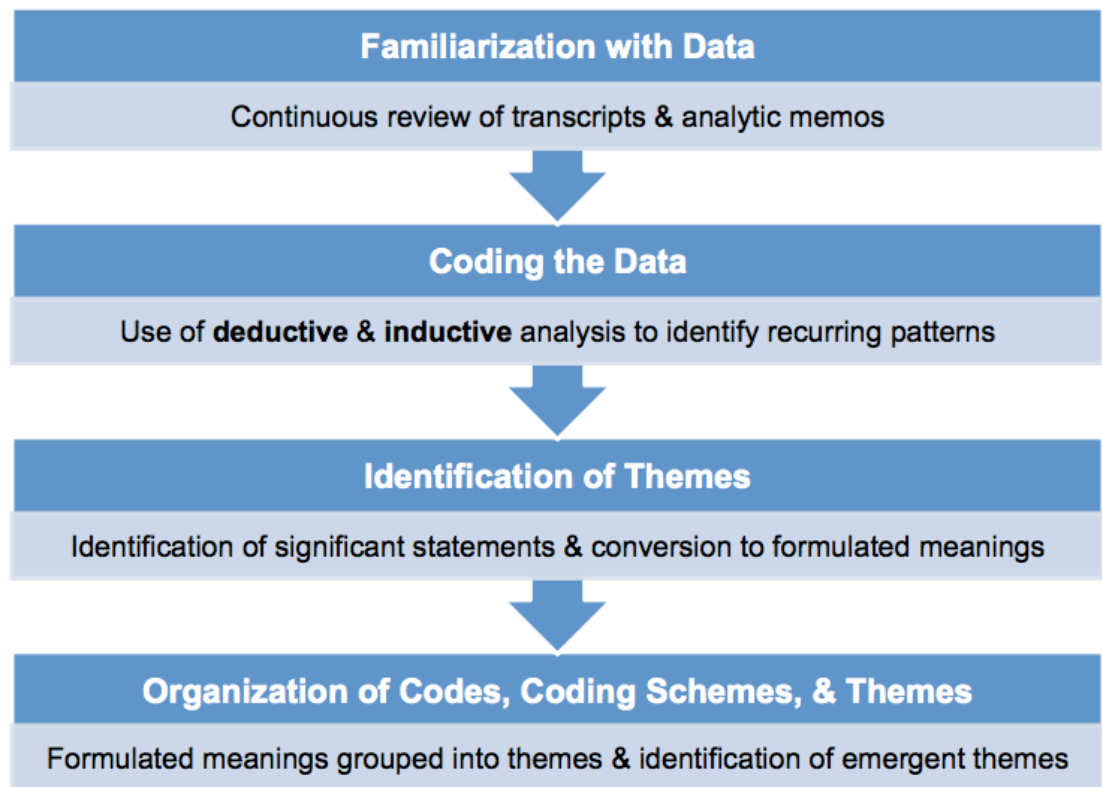 Familiarization with Data
Continuous review of transcripts & analytic memos
Coding the Data
Use of deductive & inductive analysis to identify recurring patterns
Identification of Themes
Identification of significant statements & conversion to formulated meanings
Organization of Codes, Coding Schemes, & Themes
Formulated meanings grouped into themes & identification of emergent themes